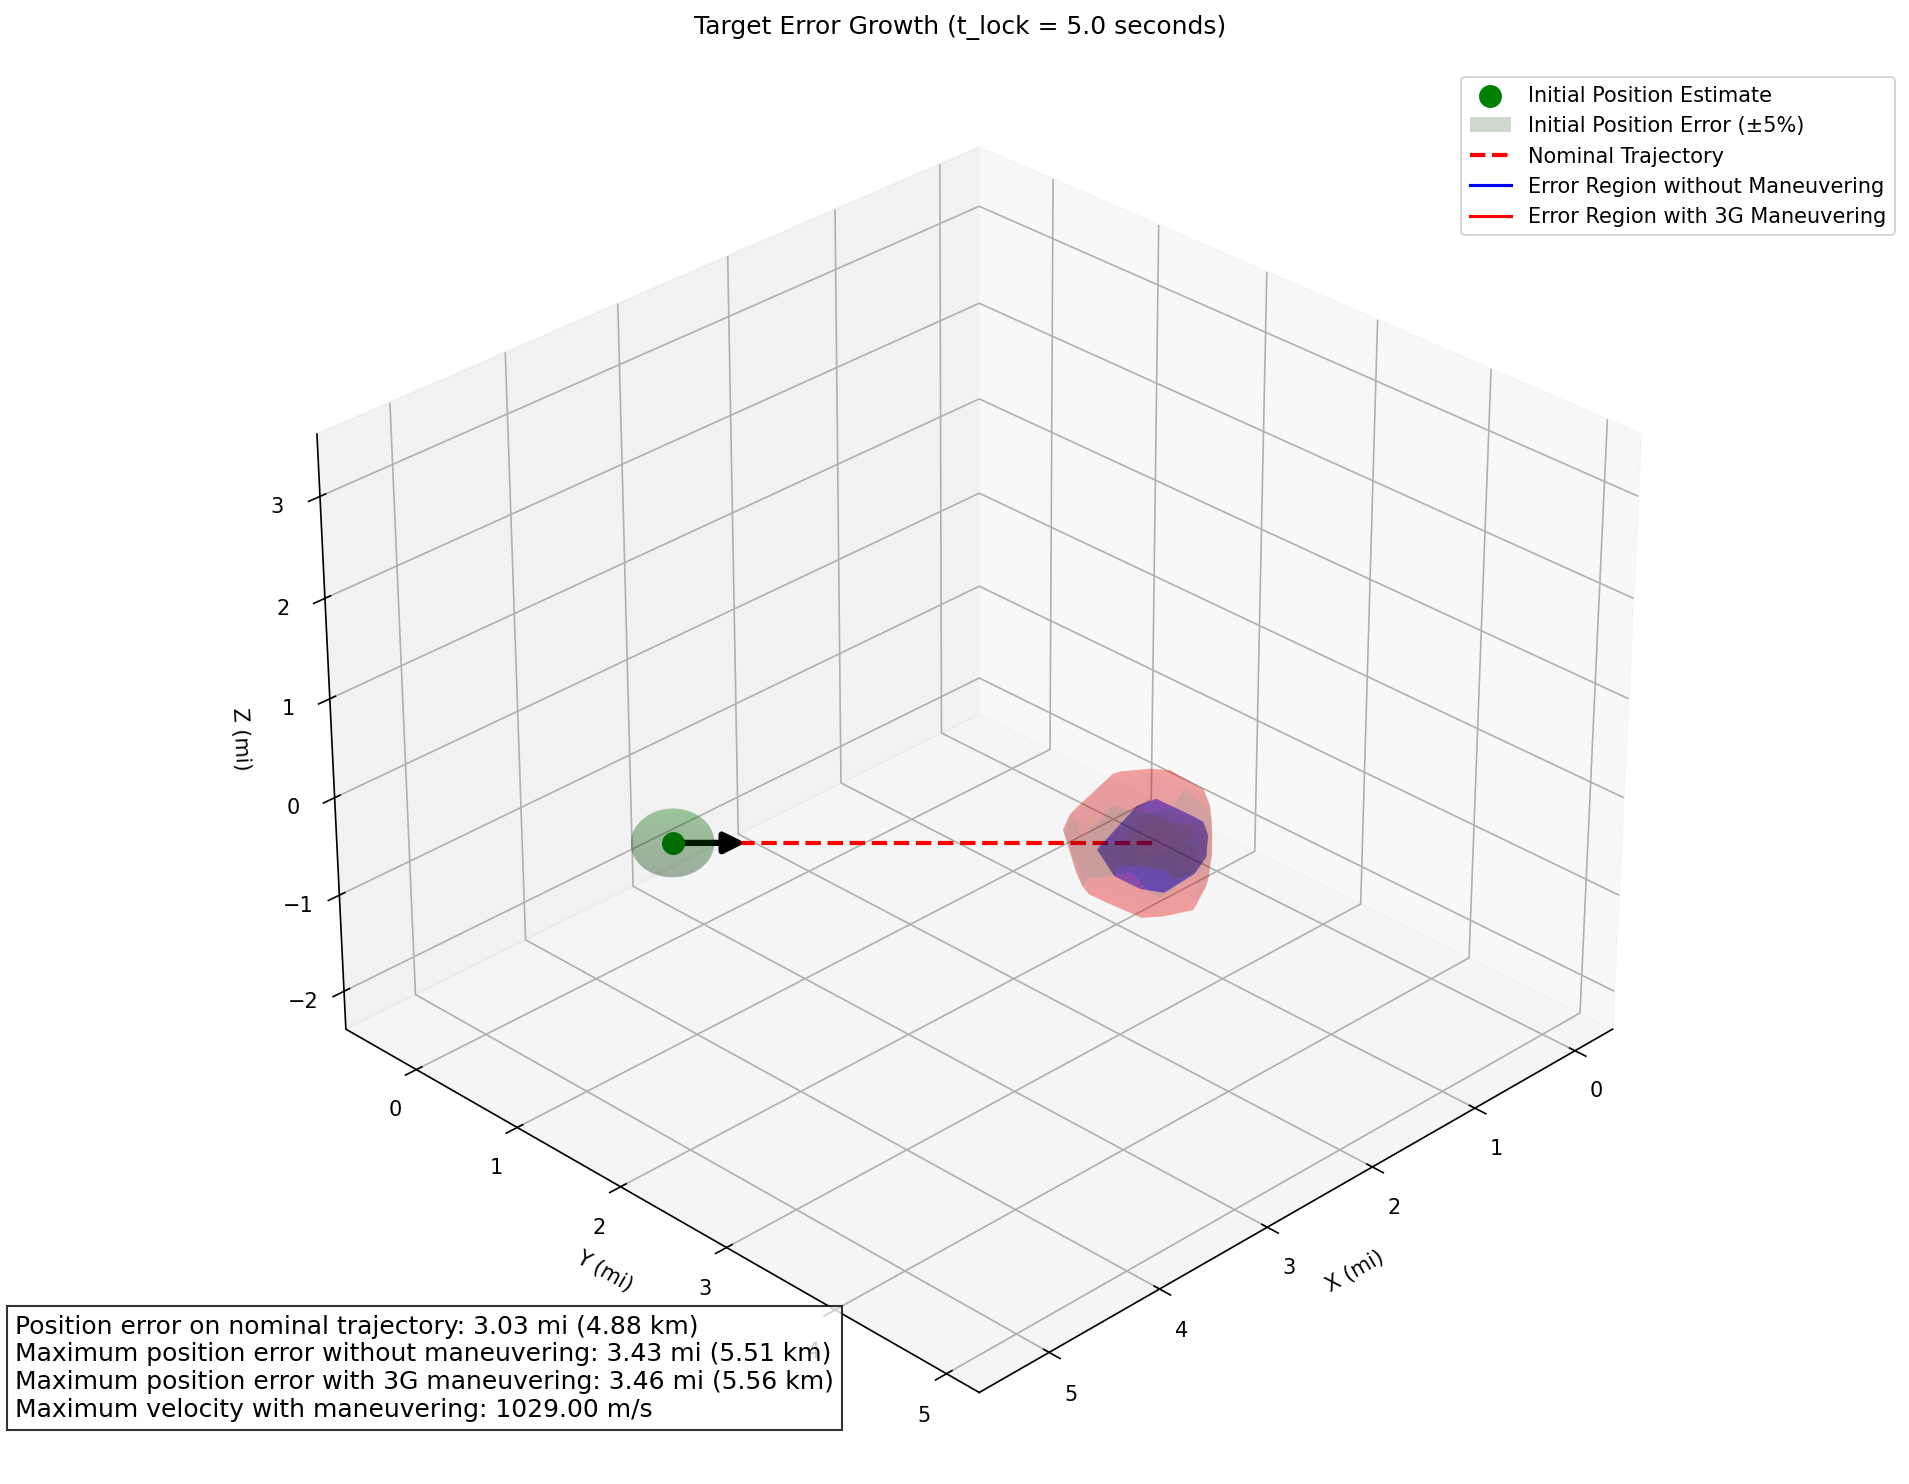 Target Error Growth (t_lock = 5.0 seconds)
Initial Position Estimate
Initial Position Error (±5%)
Nominal Trajectory
Error Region without Maneuvering
Error Region with 3G Maneuvering
3
2
1
0
−1
−2
Z (mi)
0
1
2
3
4
5
Y (mi)
0
1
2
3
4
5
X (mi)
Position error on nominal trajectory: 3.03 mi (4.88 km)
Maximum position error without maneuvering: 3.43 mi (5.51 km)
Maximum position error with 3G maneuvering: 3.46 mi (5.56 km)
Maximum velocity with maneuvering: 1029.00 m/s